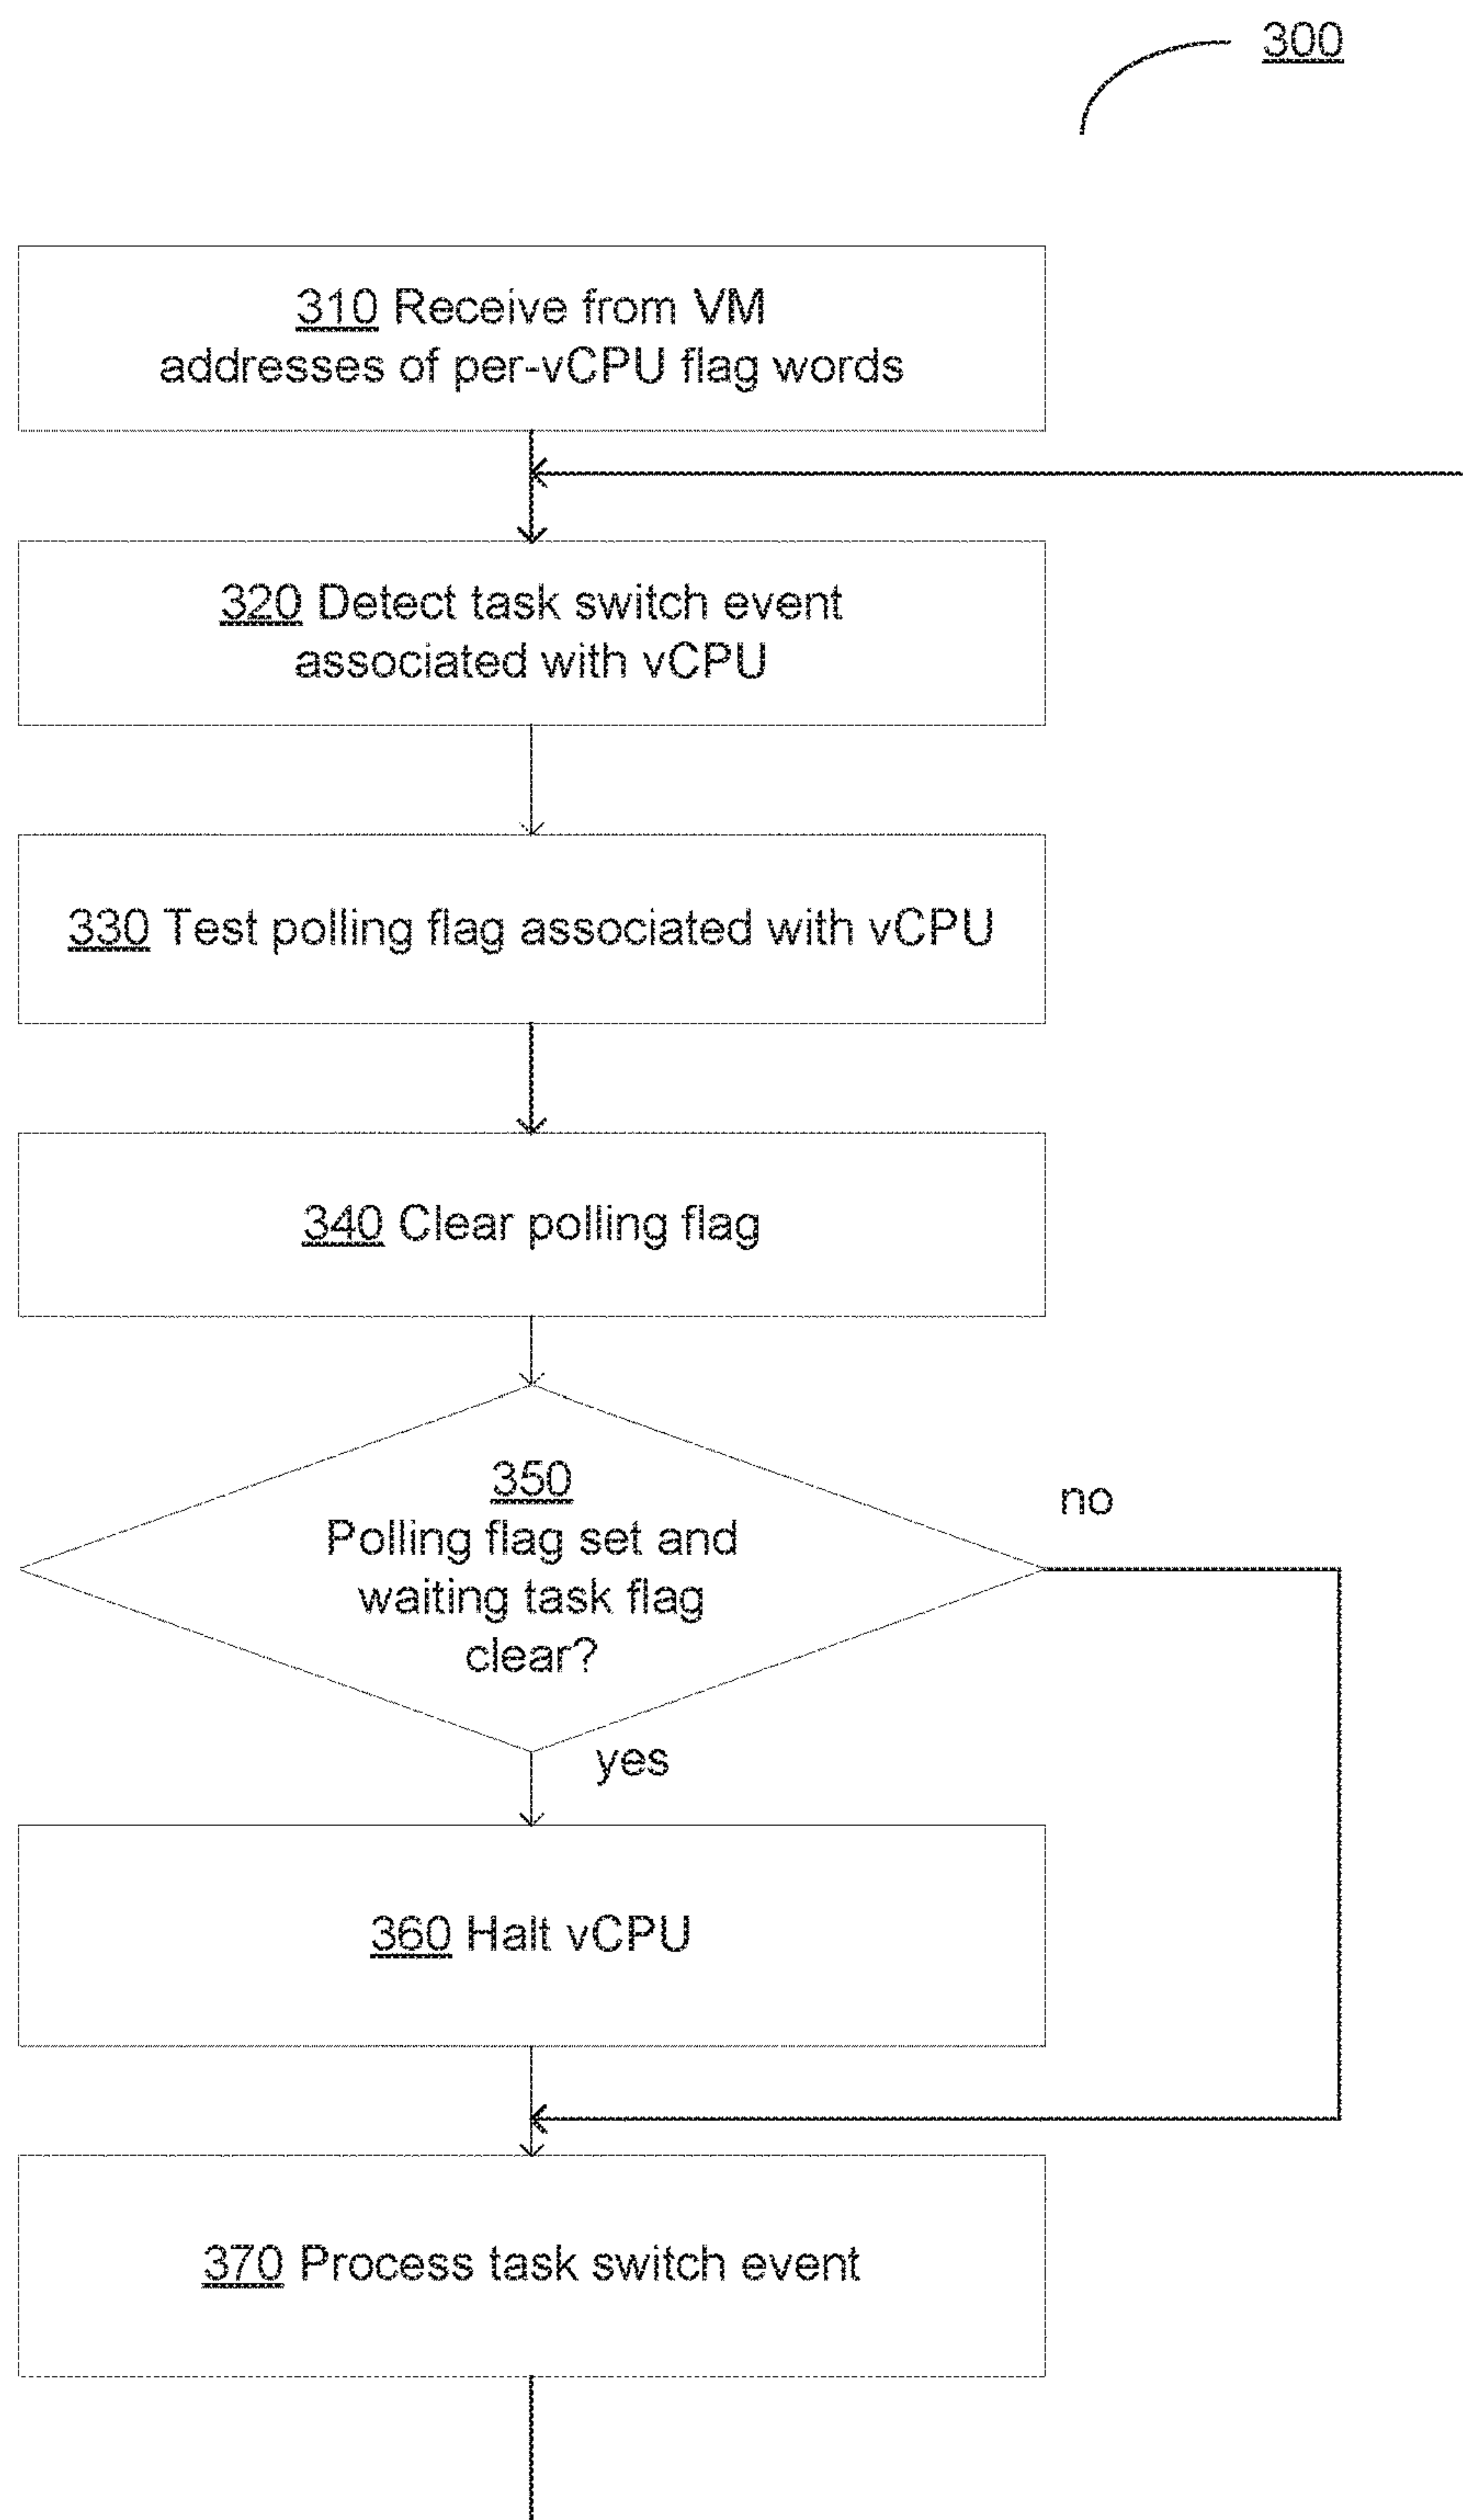 300
310 Receive from VM
addresses of per-vCPU flag words
320 Detect task switch event
associated with vCPU
330 Test polling flag associated with vCPU
340 Clear polling flag
350
Polling flag set and
waiting task flag
clear?
no
yes
360 Halt vCPU
370 Process task switch event